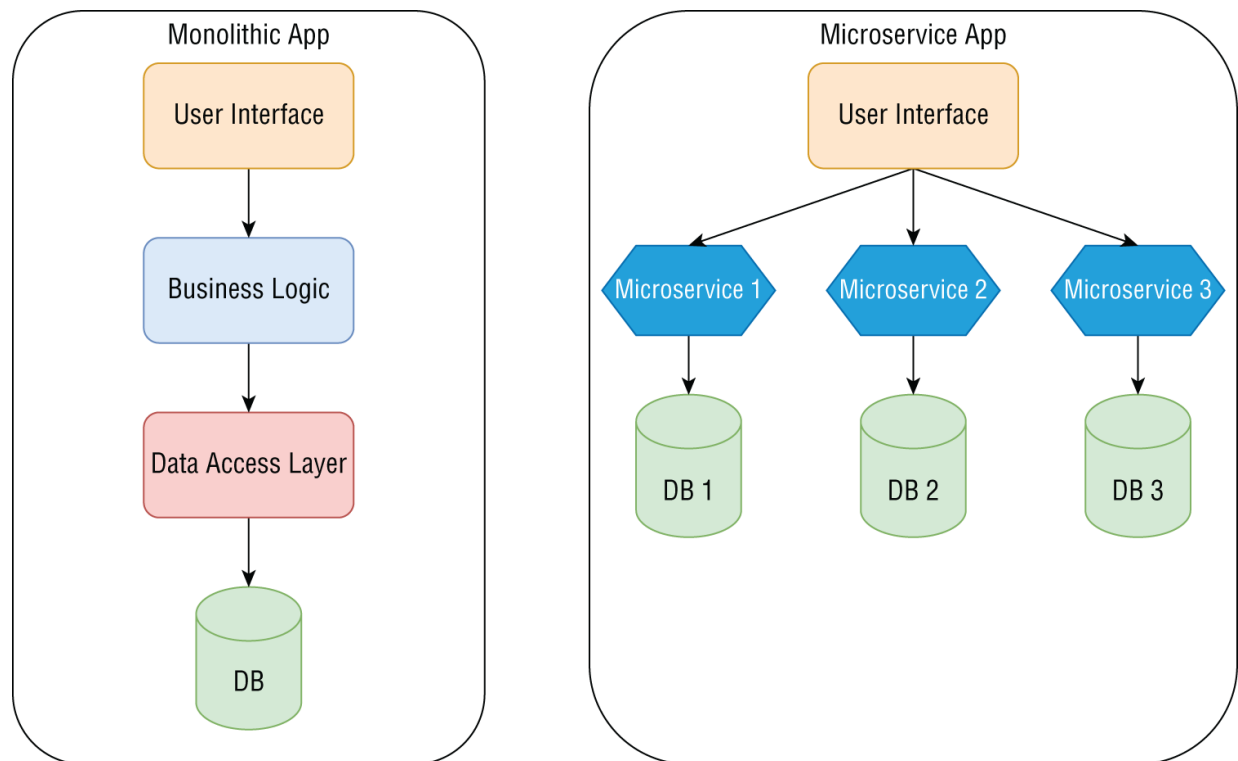 Monolithic App
User Interface
Business Logic
Data Access Layer
DB
Microservice App
User Interface
Microservice 1
Microservice 2
Microservice 3
DB 1
DB 2
DB 3